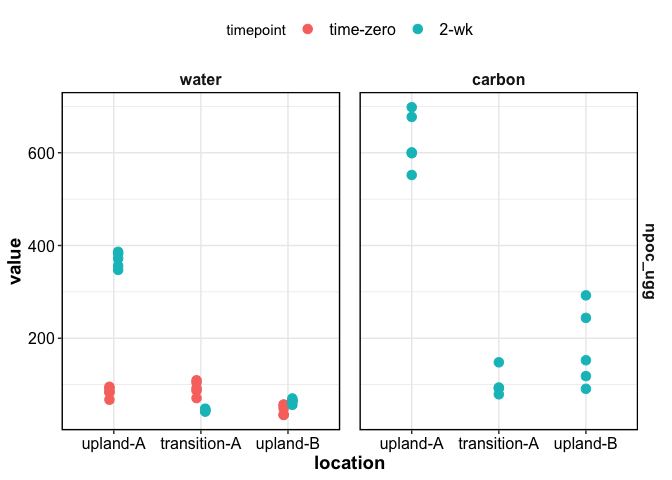 timepoint time-zero 2-wk
water carbon
600
400
200
value
npoc_ugg
upland-A transition-A upland-B upland-A transition-A upland-B
location